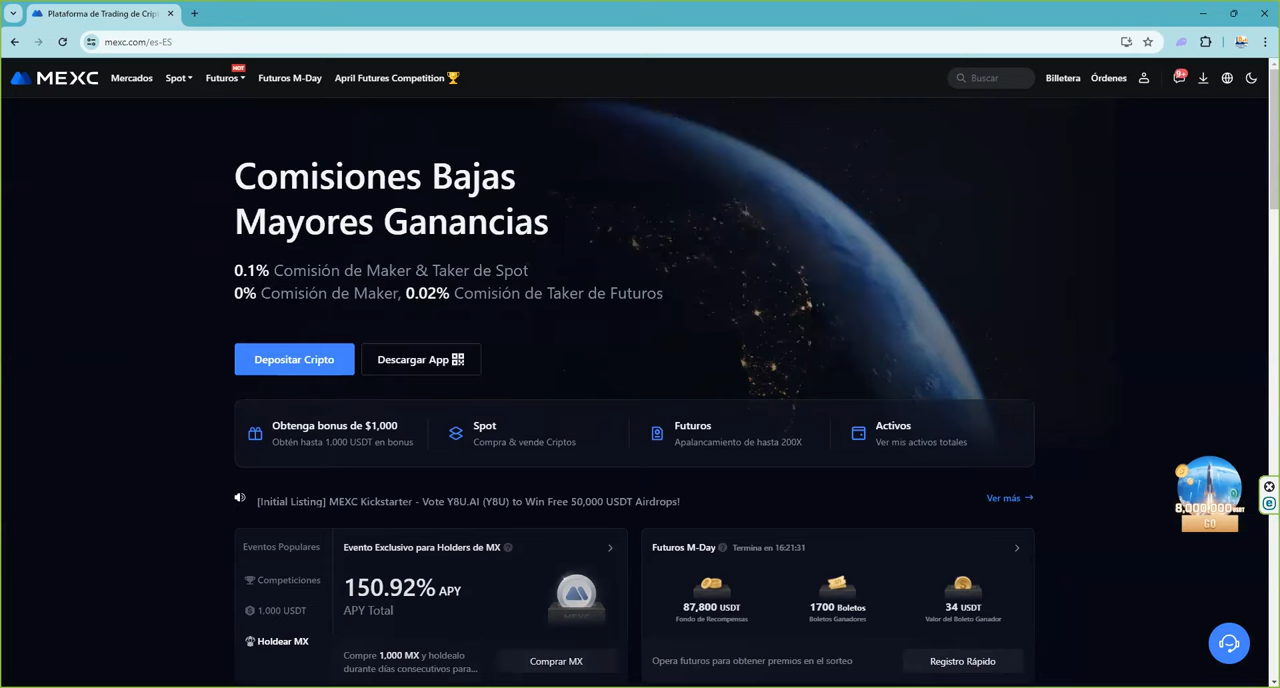 Plataforma de Trading de Crip
mexc.com/es-ES
MEXC Mercados Spot Futuros HOT Futuros M-Day April Futures Competition Buscar Billetera Órdenes 9+
Comisiones Bajas
Mayores Ganancias
0.1% Comisión de Maker & Taker de Spot
0% Comisión de Maker, 0.02% Comisión de Taker de Futuros
Depositar Cripto Descargar App
Obtenga bonus de $1,000
Obtén hasta 1.000 USDT en bonus
Spot
Compra & vende Criptos
Futuros
Apalancamiento de hasta 200X
Activos
Ver mis activos totales
[Initial Listing] MEXC Kickstarter - Vote Y8U.AI (Y8U) to Win Free 50,000 USDT Airdrops!
Ver más →
8,000,000 USDT
GO
Eventos Populares
Competiciones
1,000 USDT
Holdear MX
Evento Exclusivo para Holders de MX
150.92% APY
APY Total
MEXC
Compre 1,000 MX y holdealo
durante días consecutivos para...
Comprar MX
Futuros M-Day Termina en 16:21:31
87,800 USDT
Fondo de Recompensas
1700 Boletos
Boletos Ganadores
34 USDT
Valor del Boleto Ganador
Opera futuros para obtener premios en el sorteo
Registro Rápido